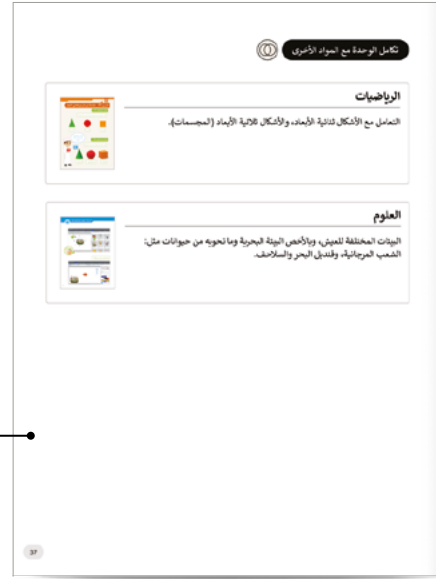 تكامل الوحدة مع المواد الأخرى
الرياضيات
التعامل مع الأشكال ثنائية الأبعاد، والأشكال ثلاثية الأبعاد (المجسمات).
العلوم
البيئات المختلفة للعيش، وبالأخص البيئة البحرية وما تحويه من حيوانات مثل:
الشعب المرجانية، وقنديل البحر والسلاحف.
37